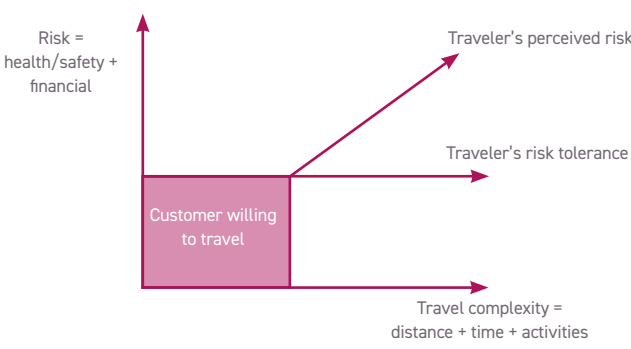 Risk =
health/safety +
financial
Traveler's perceived risk
Traveler's risk tolerance
Customer willing
to travel
Travel complexity =
distance + time + activities